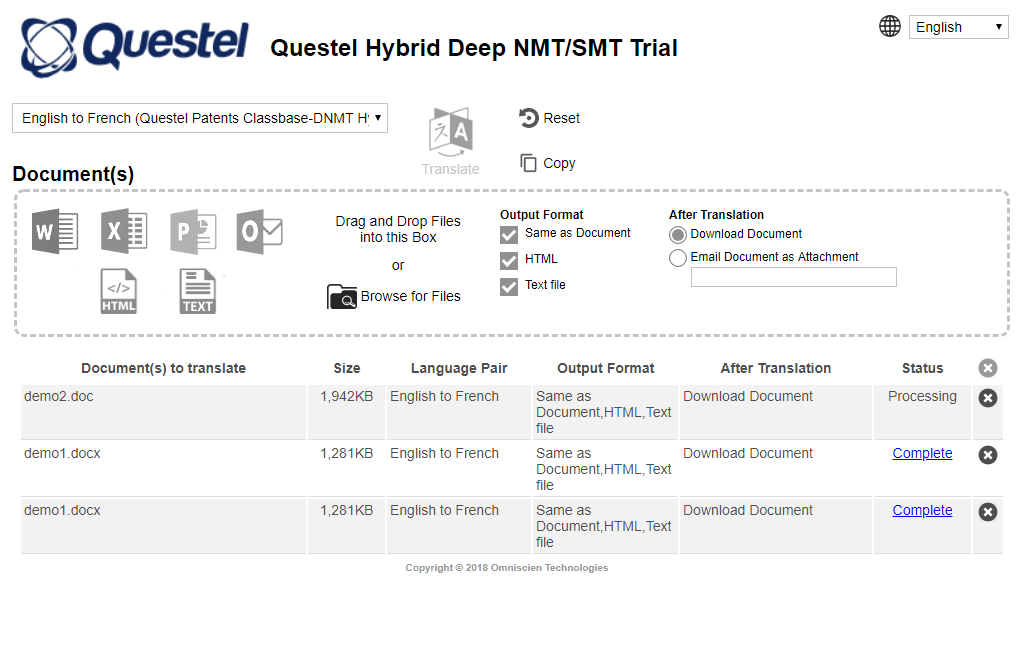 Questel
Questel Hybrid Deep NMT/SMT Trial
English
English to French (Questel Patents Classbase-DNMT Hy
Translate
Reset
Copy
Document(s)
W
X
P
O
HTML
TEXT
Drag and Drop Files
into this Box
or
Browse for Files
Output Format
Same as Document
HTML
Text file
After Translation
Download Document
Email Document as Attachment
Document(s) to translate Size Language Pair Output Format After Translation Status
demo2.doc 1,942KB English to French Same as Download Document Processing
Document,HTML,Text
file
demo1.docx 1,281KB English to French Same as Download Document Complete
Document,HTML,Text
file
demo1.docx 1,281KB English to French Same as Download Document Complete
Document,HTML,Text
file
Copyright © 2018 Omniscien Technologies